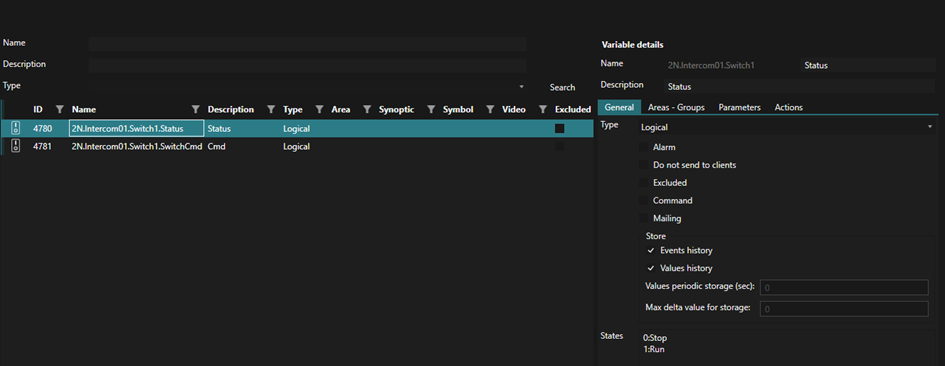 Name
Description
Type
Search
ID Name Description Type Area Synoptic Symbol Video Excluded
4780 2N.Intercom01.Switch1.Status Status Logical
4781 2N.Intercom01.Switch1.SwitchCmd Cmd Logical
Variable details
Name 2N.Intercom01.Switch1 Status
Description Status
General Areas - Groups Parameters Actions
Type Logical
Alarm
Do not send to clients
Excluded
Command
Mailing
Store
Events history
Values history
Values periodic storage (sec): 0
Max delta value for storage: 0
States 0:Stop
1:Run